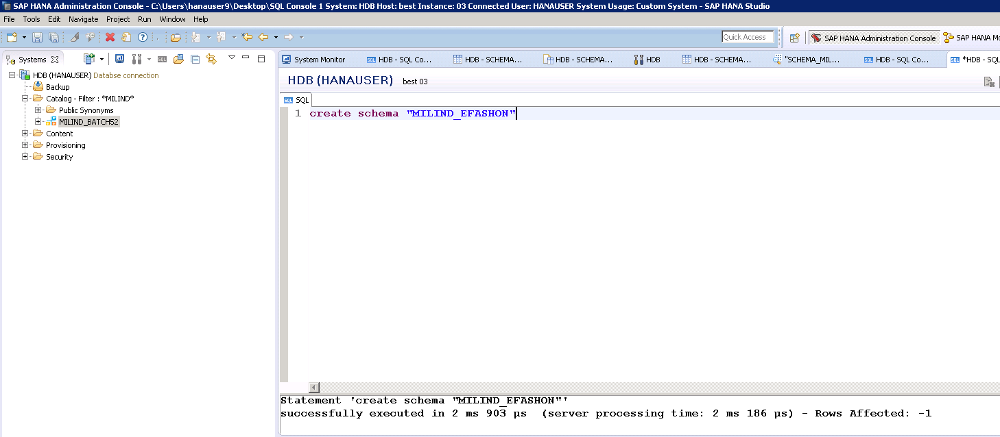 SAP HANA Administration Console - C:\Users\hanauser9\Desktop\SQL Console 1 System: HDB Host: best Instance: 03 Connected User: HANAUSER System Usage: Custom System - SAP HANA Studio
File Tools Edit Navigate Project Run Window Help
Quick Access SAP HANA Administration Console SAP HANA Mo
Systems
System Monitor HDB - SQL Co... HDB - SCHEMA... HDB - SCHEMA... HDB HDB - SCHEMA... "SCHEMA_MIL... HDB - SQL Co... *HDB - SQL
HDB (HANAUSER) Databse connection
Backup
Catalog - Filter : *MILIND*
Public Synonyms
MILIND_BATCH52
Content
Provisioning
Security
HDB (HANAUSER) best 03
SQL SQL
1 create schema "MILIND_EFASHON"
Statement 'create schema "MILIND_EFASHON"'
successfully executed in 2 ms 903 µs (server processing time: 2 ms 186 µs) - Rows Affected: -1